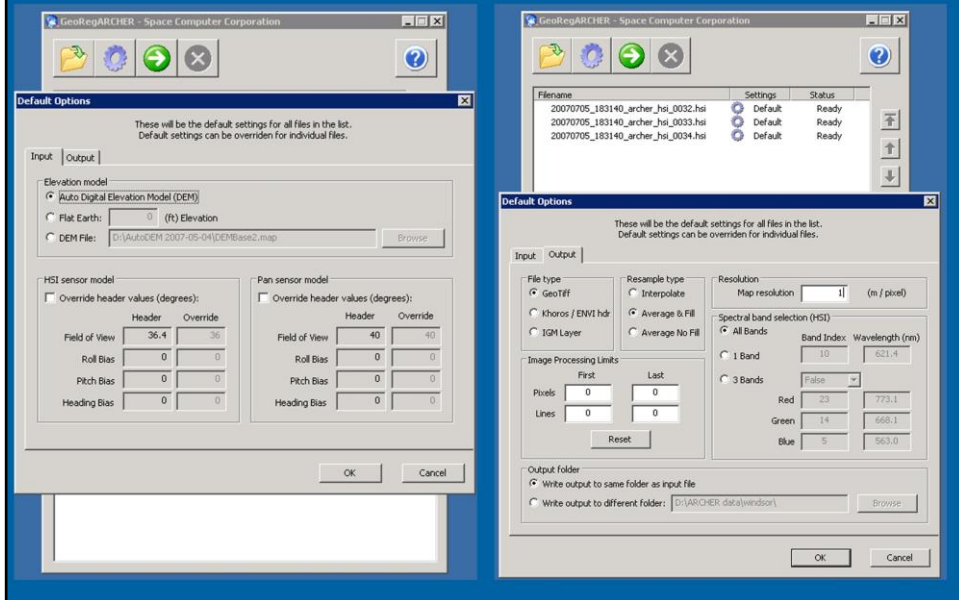 GeoRegARCHER - Space Computer Corporation
Default Options
These will be the default settings for all files in the list.
Default settings can be overriden for individual files.
Input Output
Elevation model
Auto Digital Elevation Model (DEM)
Flat Earth: 0 (ft) Elevation
DEM File: D:\AutoDEM 2007-05-04\DEMBase2.map Browse
HSI sensor model
Override header values (degrees):
Header Override
Field of View 36.4 36
Roll Bias 0 0
Pitch Bias 0 0
Heading Bias 0 0
Pan sensor model
Override header values (degrees):
Header Override
Field of View 40 40
Roll Bias 0 0
Pitch Bias 0 0
Heading Bias 0 0
OK Cancel
GeoRegARCHER - Space Computer Corporation
Filename Settings Status
20070705_183140_archer_hsi_0032.hsi Default Ready
20070705_183140_archer_hsi_0033.hsi Default Ready
20070705_183140_archer_hsi_0034.hsi Default Ready
Default Options
These will be the default settings for all files in the list.
Default settings can be overriden for individual files.
Input Output
File type
GeoTiff
Khoros / ENVI hdr
IGM Layer
Resample type
Interpolate
Average & Fill
Average No Fill
Resolution
Map resolution 1 (m / pixel)
Spectral band selection (HSI)
All Bands
Band Index Wavelength (nm)
1 Band 10 621.4
3 Bands False
Red 23 773.1
Green 14 668.1
Blue 5 563.0
Image Processing Limits
First Last
Pixels 0 0
Lines 0 0
Reset
Output folder
Write output to same folder as input file
Write output to different folder: D:\ARCHER data\windsor\ Browse
OK Cancel